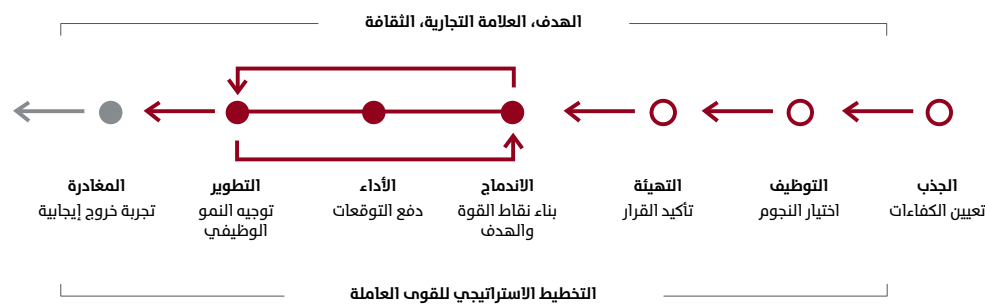 الهدف، العلامة التجارية، الثقافة
الجذب
تعيين الكفاءات
التوظيف
اختيار النجوم
التهيئة
تأكيد القرار
الاندماج
بناء نقاط القوة
والهدف
الأداء
دفع التوقعات
التطوير
توجيه النمو
الوظيفي
المغادرة
تجربة خروج إيجابية
التخطيط الاستراتيجي للقوى العاملة